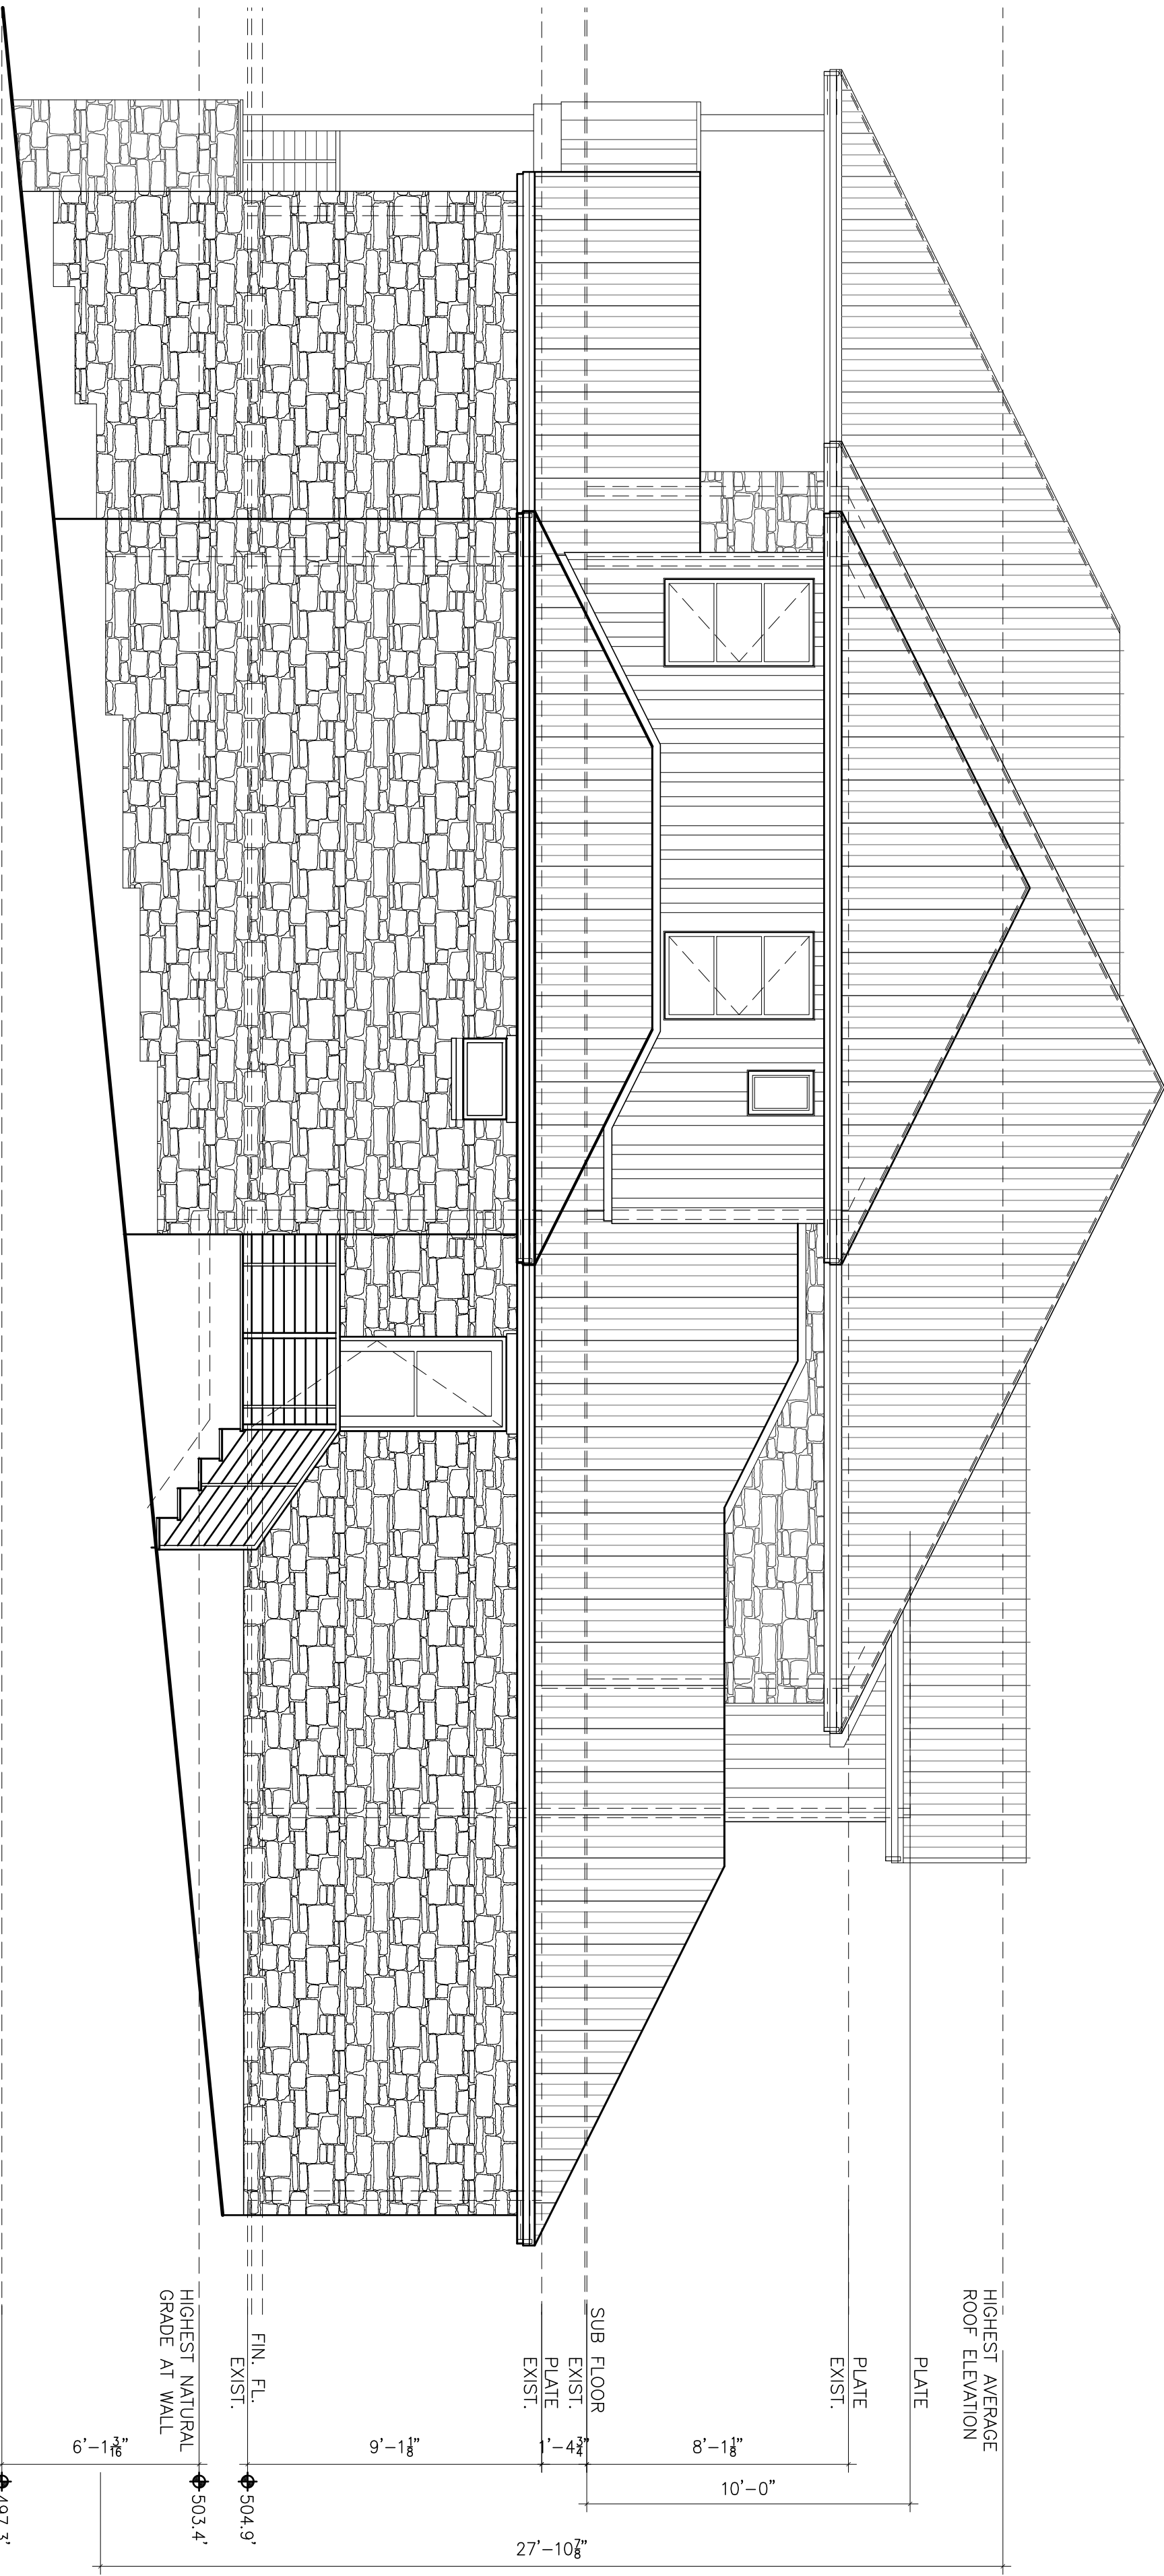 HIGHEST AVERAGE
ROOF ELEVATION
PLATE
PLATE
EXIST.
SUB FLOOR
EXIST.
PLATE
EXIST.
FIN. FL.
EXIST.
HIGHEST NATURAL
GRADE AT WALL
8'-1 1/8"
1'-4 3/4"
9'-1 1/8"
6'-1 3/16"
10'-0"
27'-10 7/8"
504.9'
503.4'
497.3'